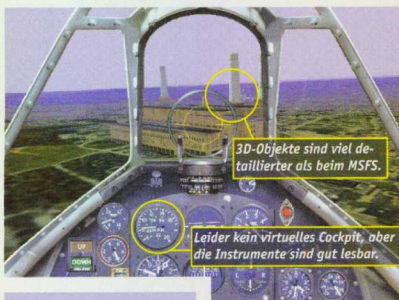 3D-Objekte sind viel de-
taillierter als beim MSFS.
Leider kein virtuelles Cockpit, aber
die Instrumente sind gut lesbar.
UP